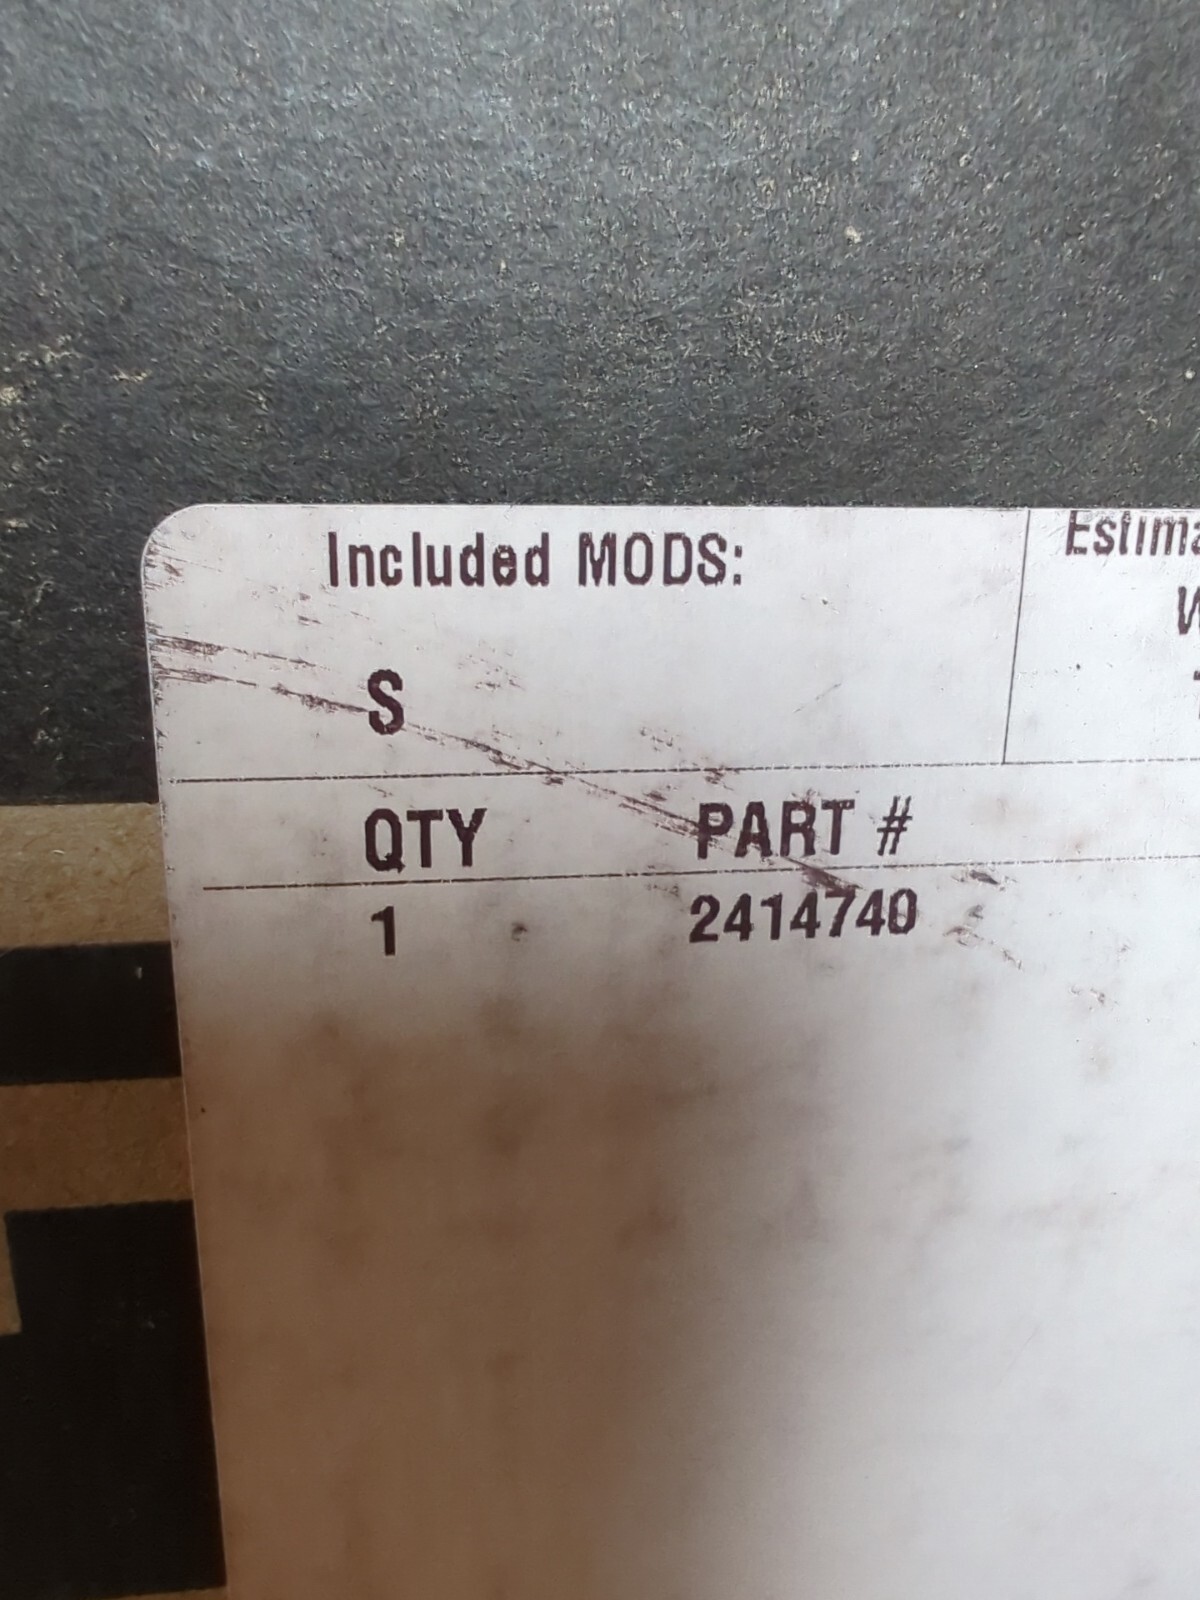 Included MODS:
S
QTY PART #
1 2414740